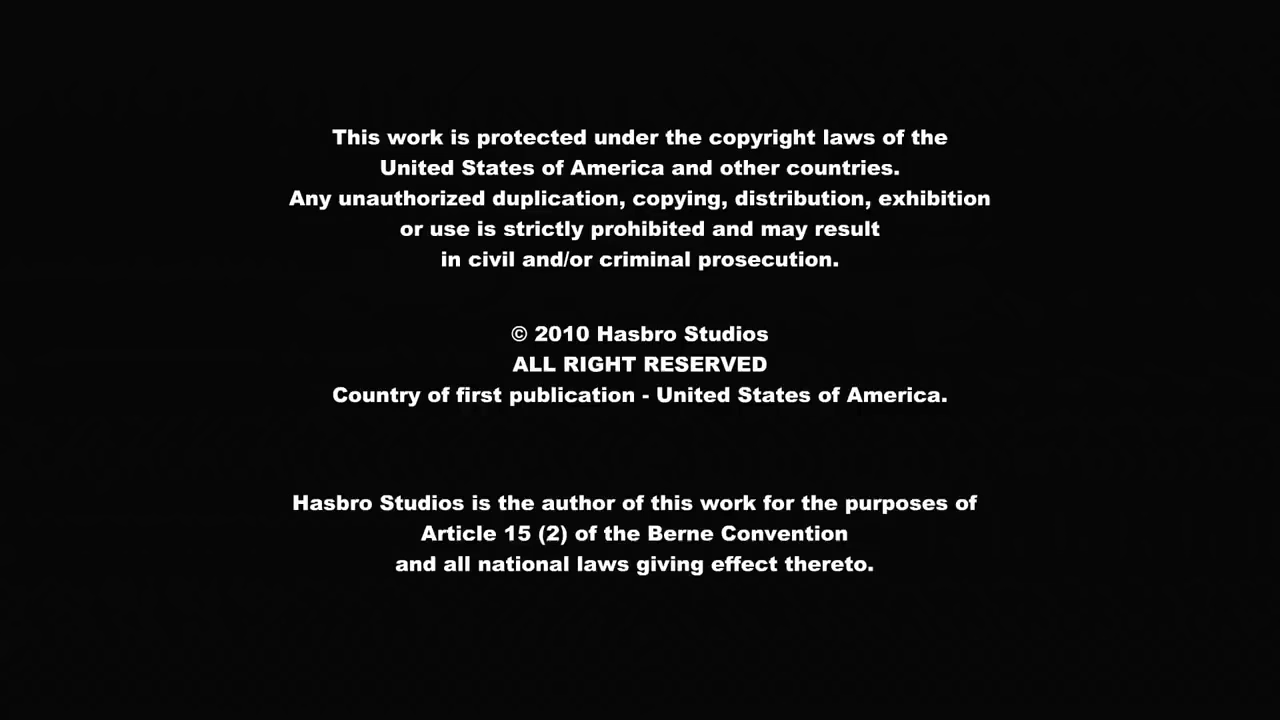 This work is protected under the copyright laws of the
United States of America and other countries.
Any unauthorized duplication, copying, distribution, exhibition
or use is strictly prohibited and may result
in civil and/or criminal prosecution.
© 2010 Hasbro Studios
ALL RIGHT RESERVED
Country of first publication - United States of America.
Hasbro Studios is the author of this work for the purposes of
Article 15 (2) of the Berne Convention
and all national laws giving effect thereto.